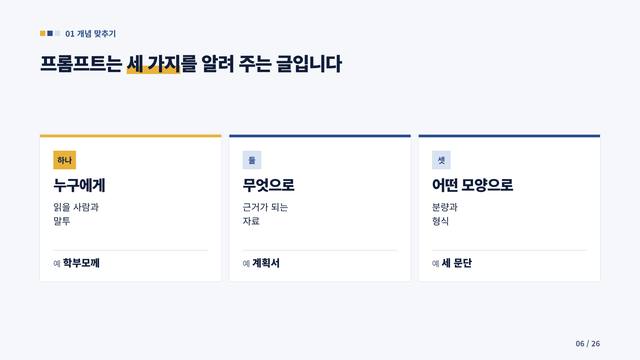 01 개념 맞추기
프롬프트는 세 가지를 알려 주는 글입니다
하나
누구에게
읽을 사람과
말투
예 학부모께
둘
무엇으로
근거가 되는
자료
예 계획서
셋
어떤 모양으로
분량과
형식
예 세 문단
06 / 26